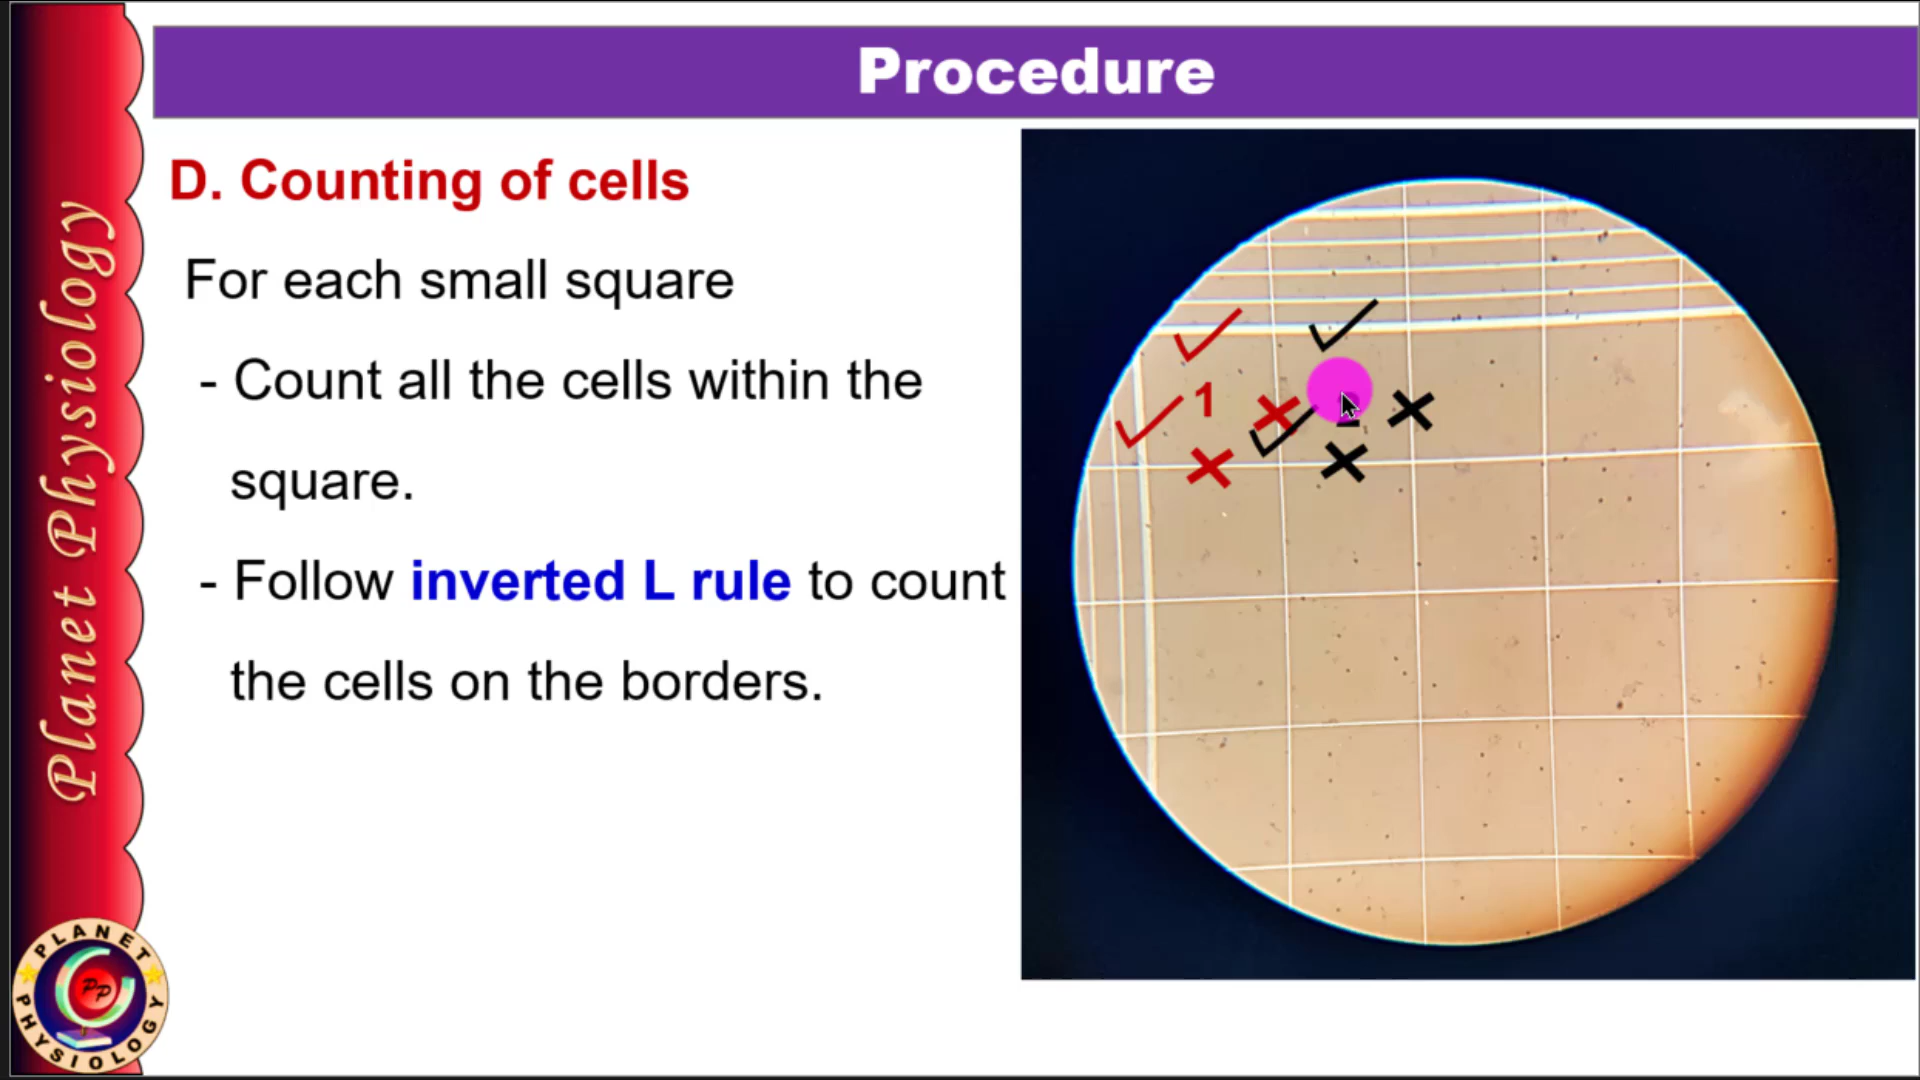 Procedure
D. Counting of cells
For each small square
- Count all the cells within the
square.
- Follow inverted L rule to count
the cells on the borders.
1
Planet Physiology
PLANET
PP
PHYSIOLOGY